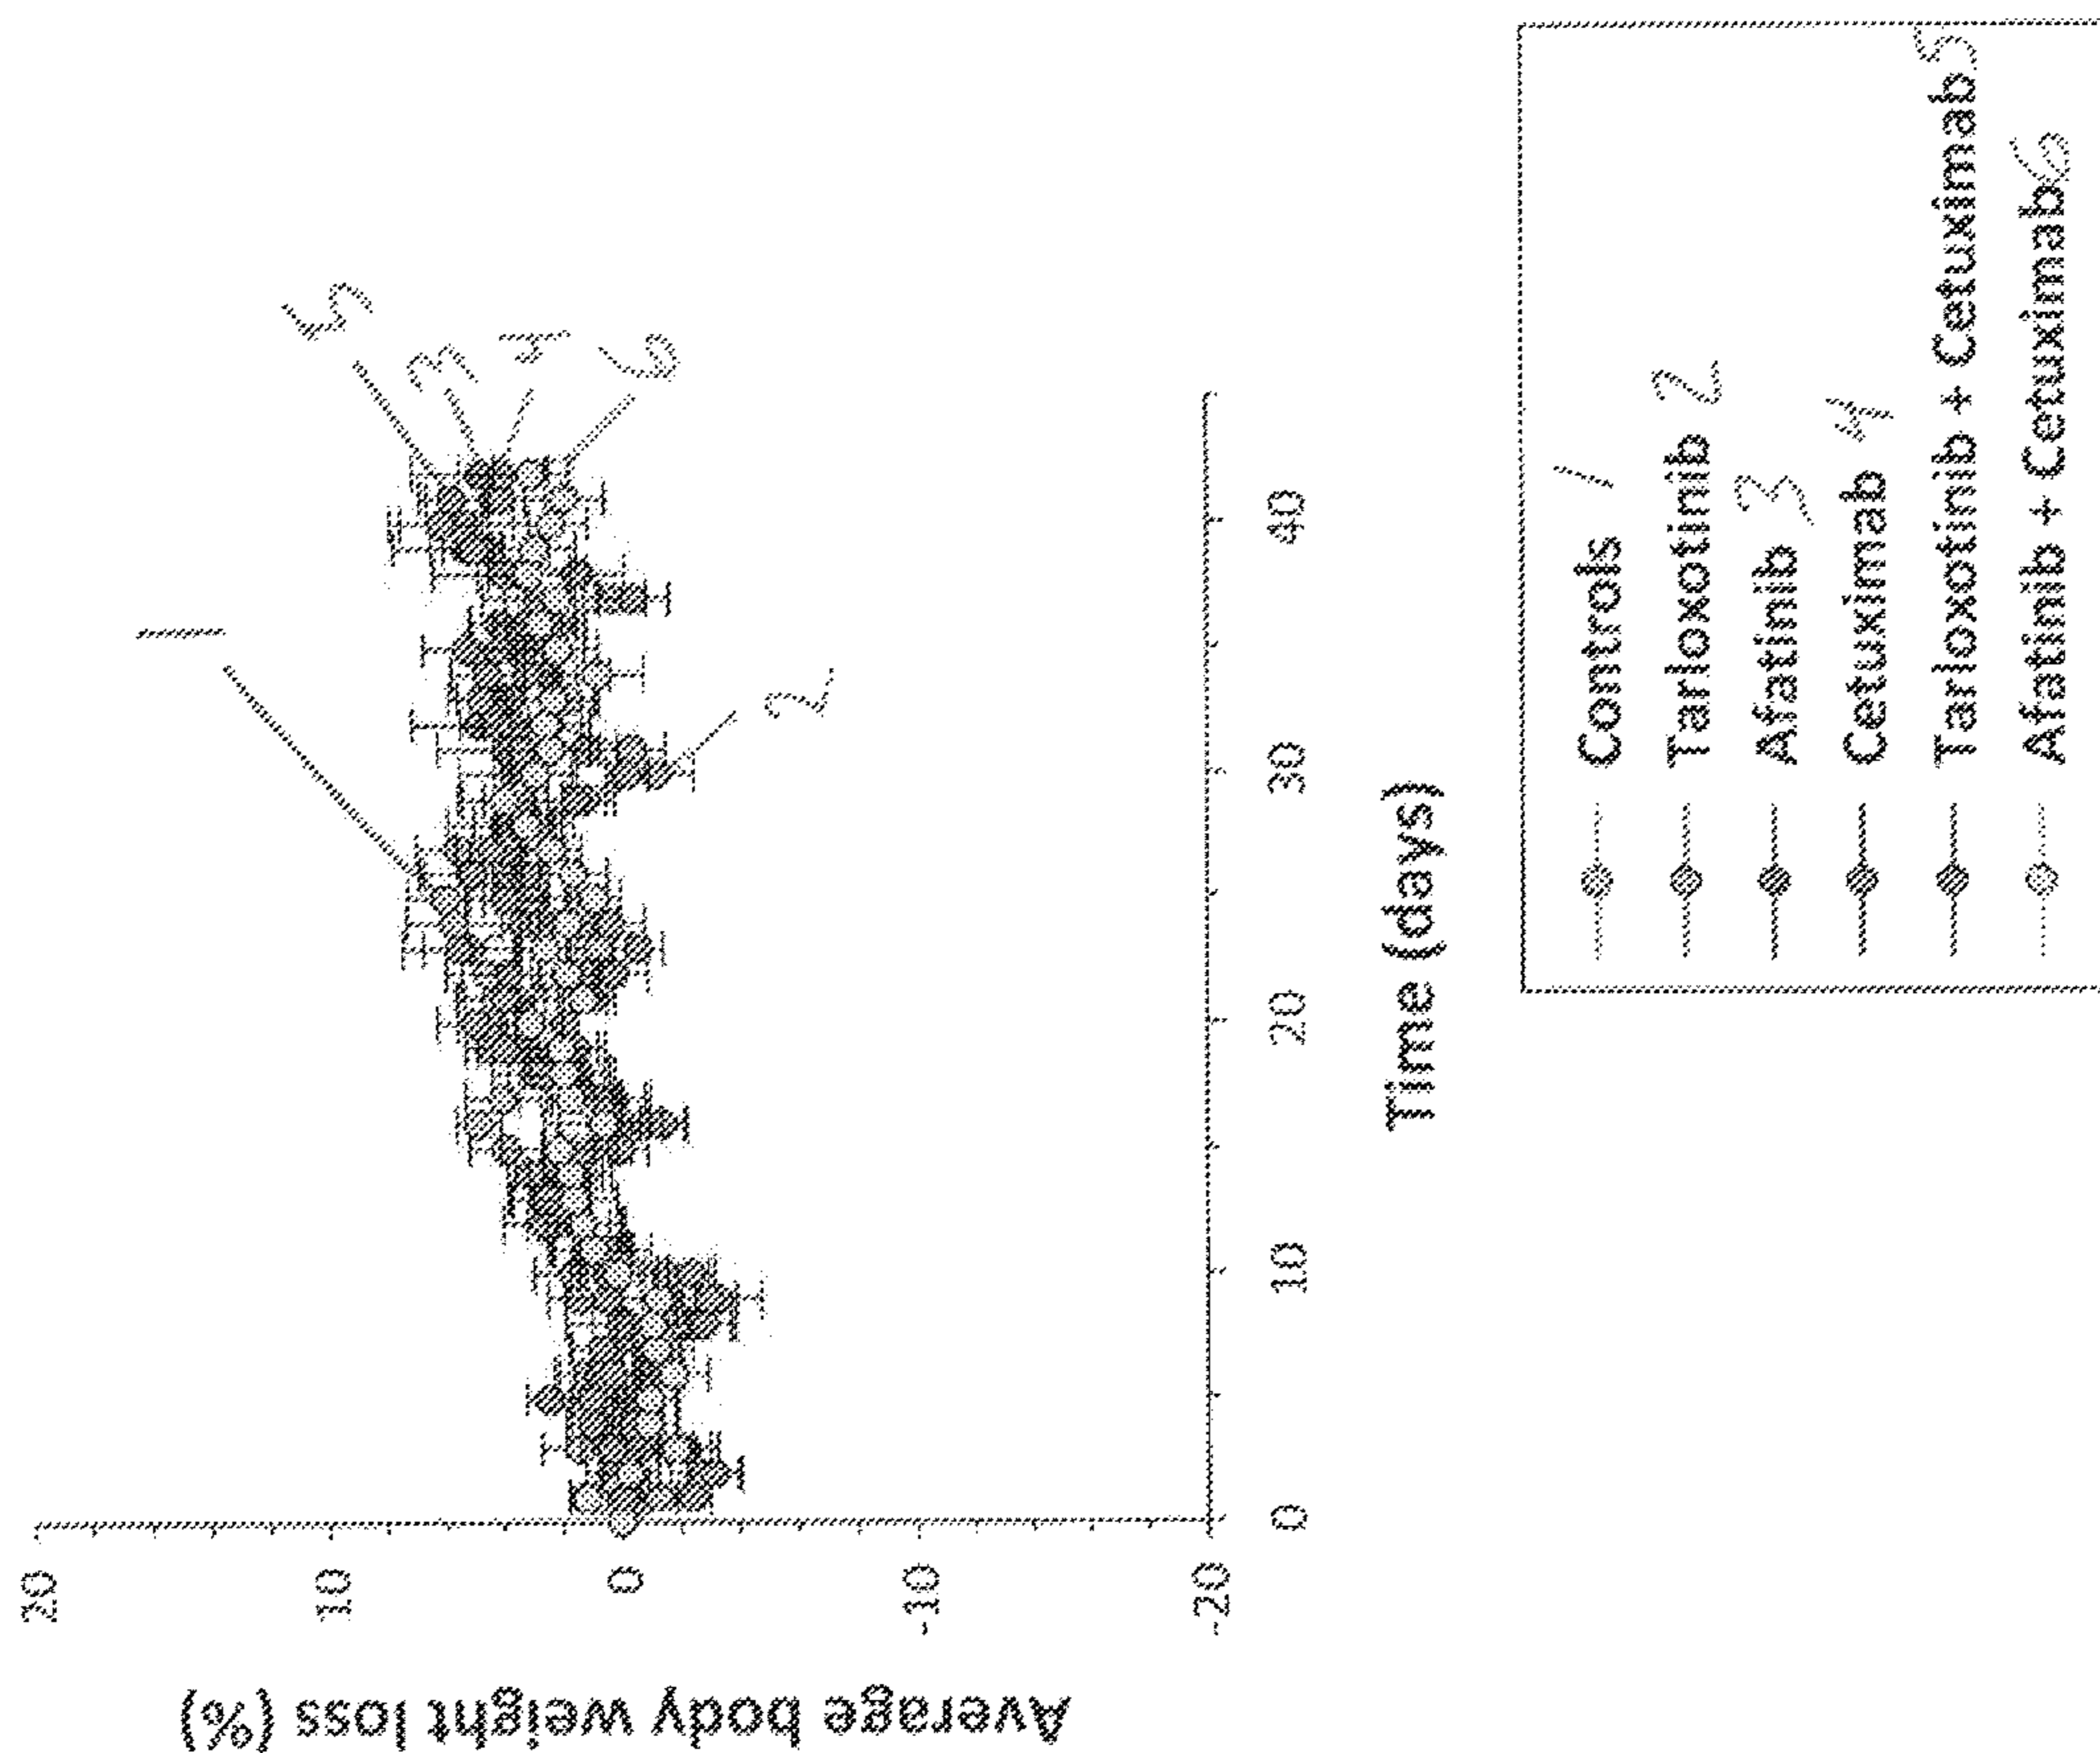 Average body weight loss (%)
20
10
0
-10
-20
1
5
3
4
6
2
0
10
20
30
40
Time (days)
Controls 1
Tarloxotinib 2
Afatinib 3
Cetuximab 4
Tarloxotinib + Cetuximab 5
Afatinib + Cetuximab 6